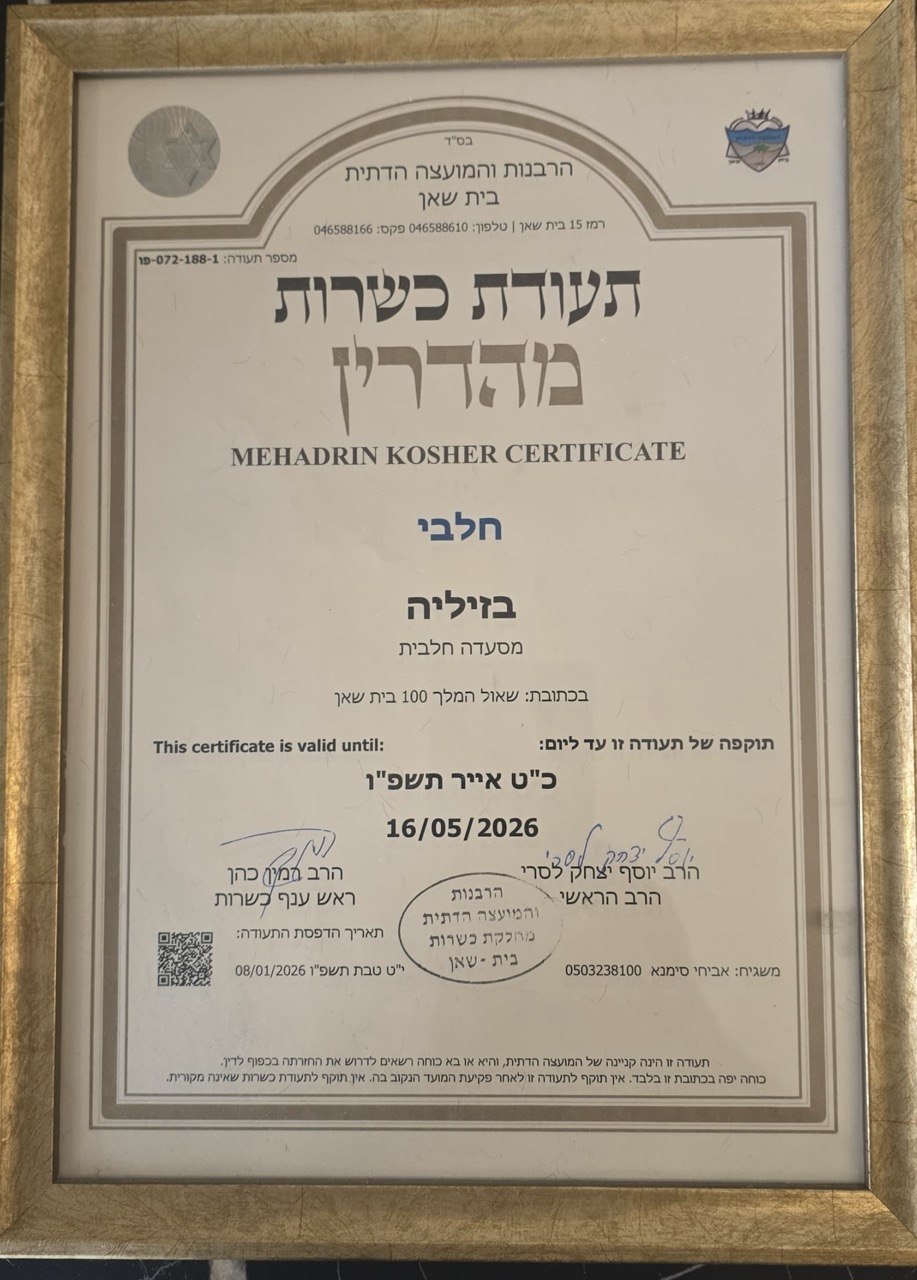 בס"ד
הרבנות והמועצה הדתית
בית שאן
רמז 15 בית שאן | טלפון: 046588610 פקס: 046588166
מספר תעודה: 072-188-1-פו
תעודת כשרות
מהדרין
MEHADRIN KOSHER CERTIFICATE
חלבי
בזיליה
מסעדה חלבית
בכתובת: שאול המלך 100 בית שאן
תוקפה של תעודה זו עד ליום:
This certificate is valid until:
כ"ט אייר תשפ"ו
16/05/2026
הרב יוסף יצחק לסרי
הרב הראשי
הרב רמין כהן
ראש ענף כשרות
הרבנות
והמועצה הדתית
מחלקת כשרות
בית - שאן
תאריך הדפסת התעודה:
י"ט טבת תשפ"ו 08/01/2026
משגיח: אביחי סימנא 0503238100
תעודה זו הינה קניינה של המועצה הדתית, והיא או בא כוחה רשאים לדרוש את החזרתה בכפוף לדין.
כוחה יפה בכתובת זו בלבד. אין תוקף לתעודה זו לאחר פקיעת המועד הנקוב בה. אין תוקף לתעודת כשרות שאינה מקורית.